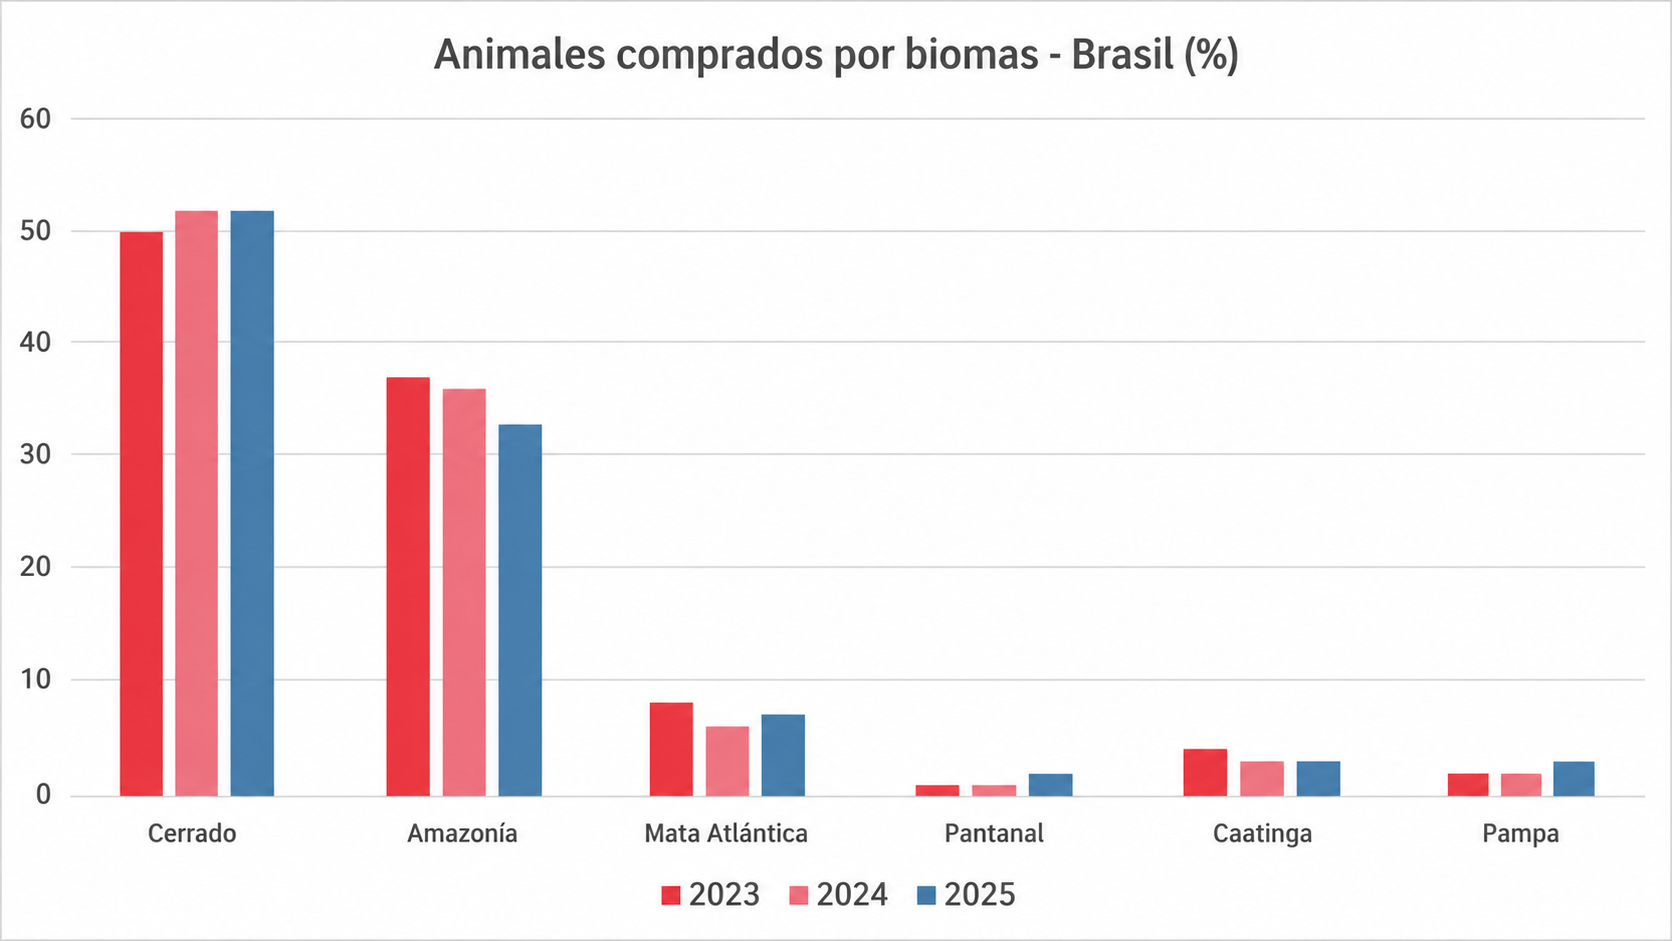 Animales comprados por biomas - Brasil (%)
60
50
40
30
20
10
0
Cerrado Amazonía Mata Atlántica Pantanal Caatinga Pampa
2023 2024 2025